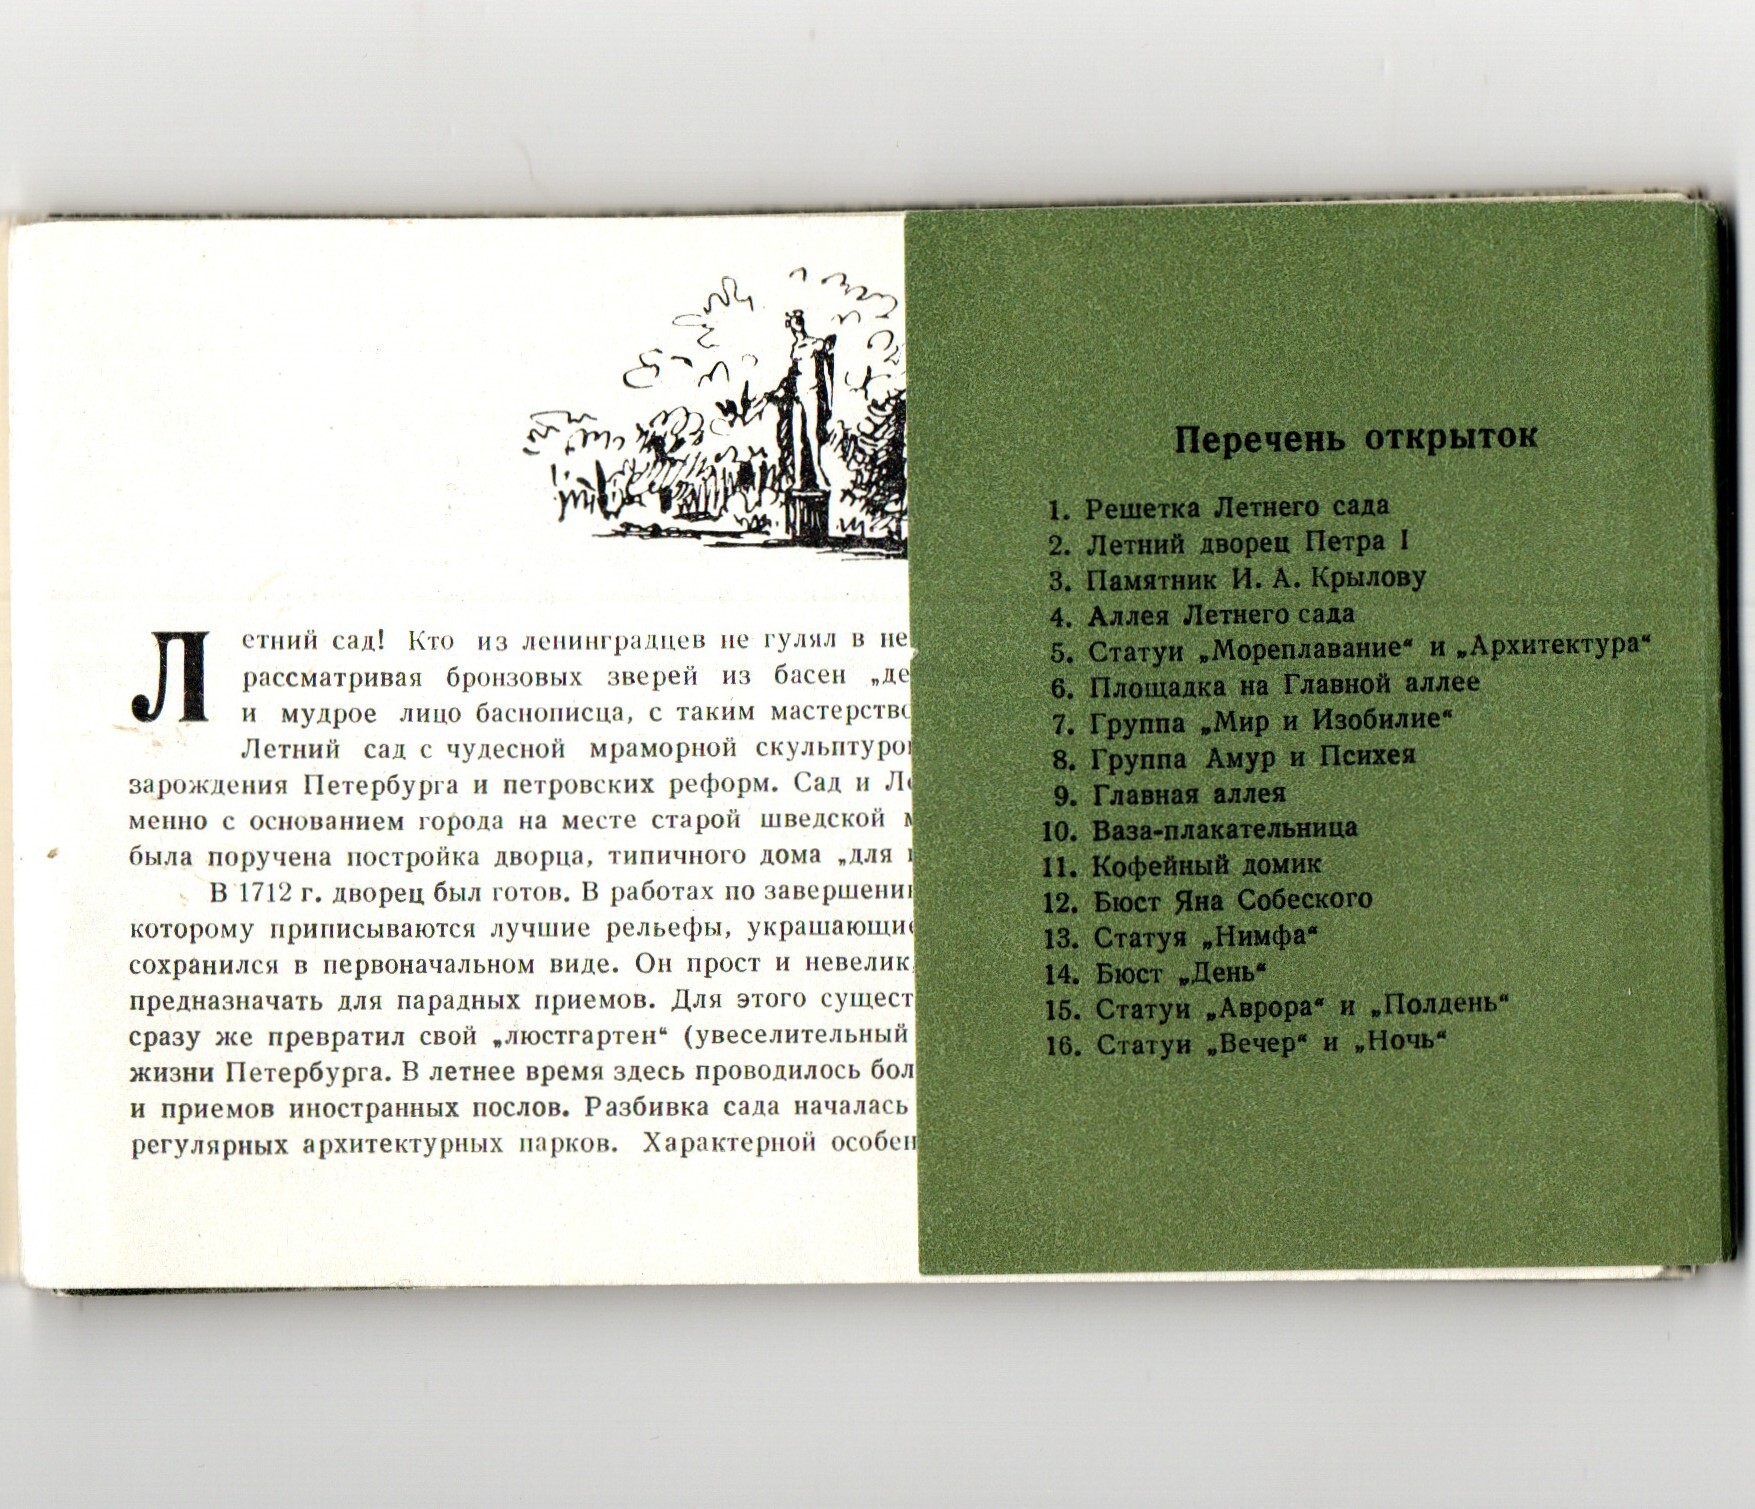 Летний сад! Кто из ленинградцев не гулял в не
рассматривая бронзовых зверей из басен „де
и мудрое лицо баснописца, с таким мастерств
Летний сад с чудесной мраморной скульптуро
зарождения Петербурга и петровских реформ. Сад и Л
менно с основанием города на месте старой шведской
была поручена постройка дворца, типичного дома „для
В 1712 г. дворец был готов. В работах по завершени
которому приписываются лучшие рельефы, украшающи
сохранился в первоначальном виде. Он прост и невелик,
предназначать для парадных приемов. Для этого сущест
сразу же превратил свой „люстгартен“ (увеселительный
жизни Петербурга. В летнее время здесь проводилось бол
и приемов иностранных послов. Разбивка сада началась
регулярных архитектурных парков. Характерной особен
Перечень открыток
1. Решетка Летнего сада
2. Летний дворец Петра I
3. Памятник И. А. Крылову
4. Аллея Летнего сада
5. Статуи „Мореплавание“ и „Архитектура“
6. Площадка на Главной аллее
7. Группа „Мир и Изобилие“
8. Группа Амур и Психея
9. Главная аллея
10. Ваза-плакательница
11. Кофейный домик
12. Бюст Яна Собеского
13. Статуя „Нимфа“
14. Бюст „День“
15. Статуи „Аврора“ и „Полдень“
16. Статуи „Вечер“ и „Ночь“